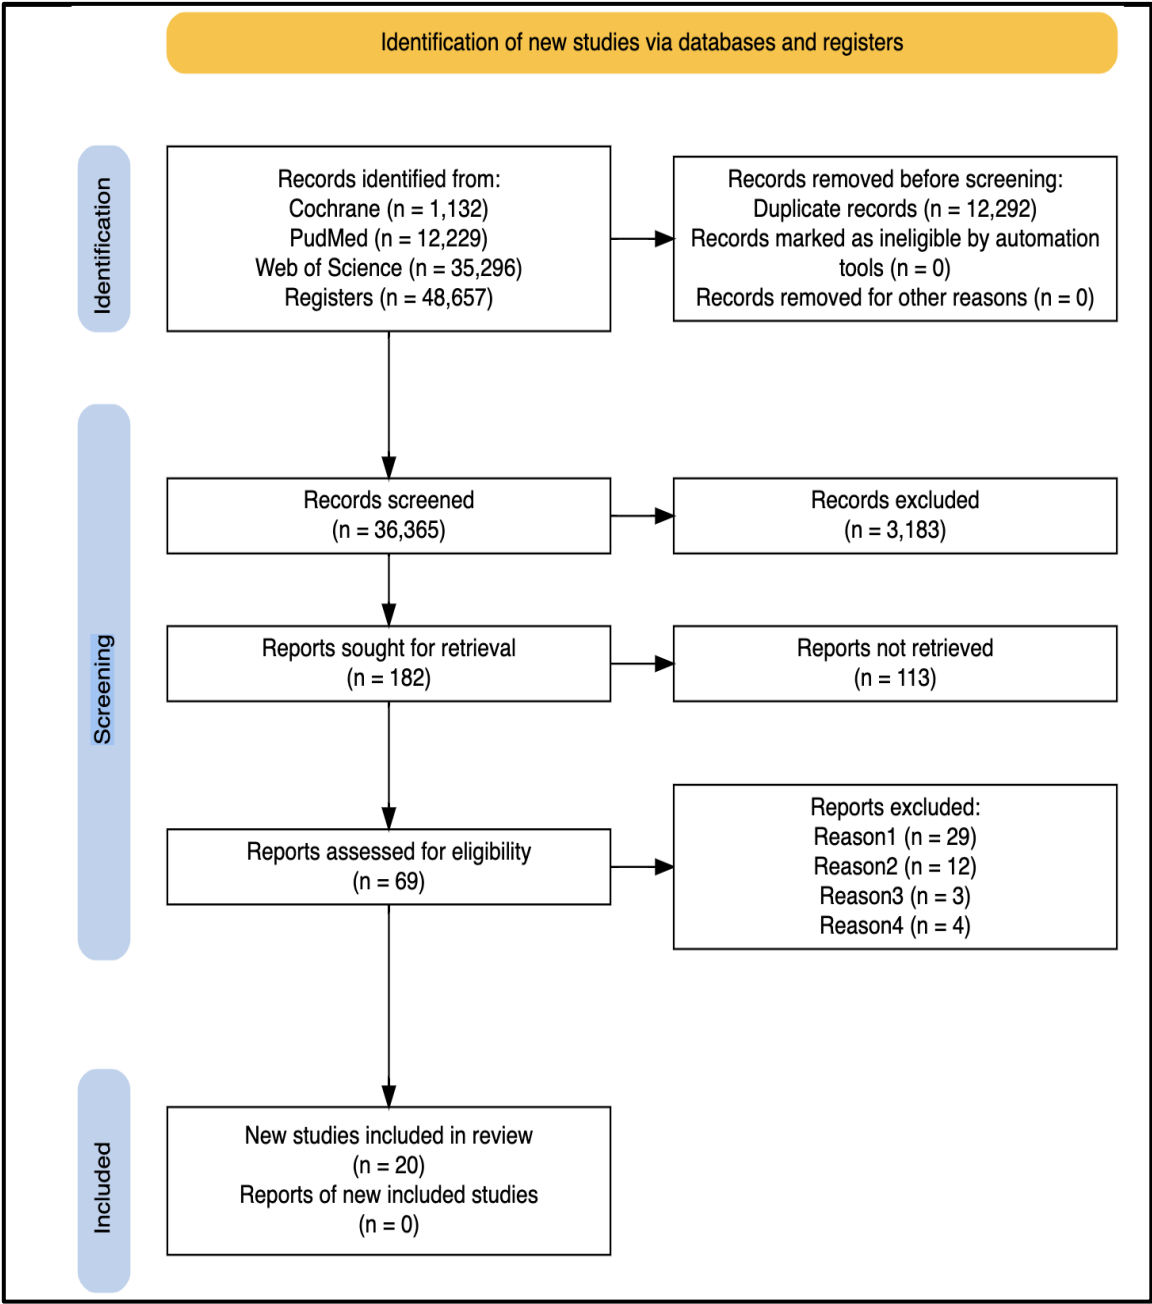 Identification of new studies via databases and registers
Identification
Records identified from:
Cochrane (n = 1,132)
PudMed (n = 12,229)
Web of Science (n = 35,296)
Registers (n = 48,657)
Records removed before screening:
Duplicate records (n = 12,292)
Records marked as ineligible by automation
tools (n = 0)
Records removed for other reasons (n = 0)
Screening
Records screened
(n = 36,365)
Records excluded
(n = 3,183)
Reports sought for retrieval
(n = 182)
Reports not retrieved
(n = 113)
Reports assessed for eligibility
(n = 69)
Reports excluded:
Reason1 (n = 29)
Reason2 (n = 12)
Reason3 (n = 3)
Reason4 (n = 4)
Included
New studies included in review
(n = 20)
Reports of new included studies
(n = 0)